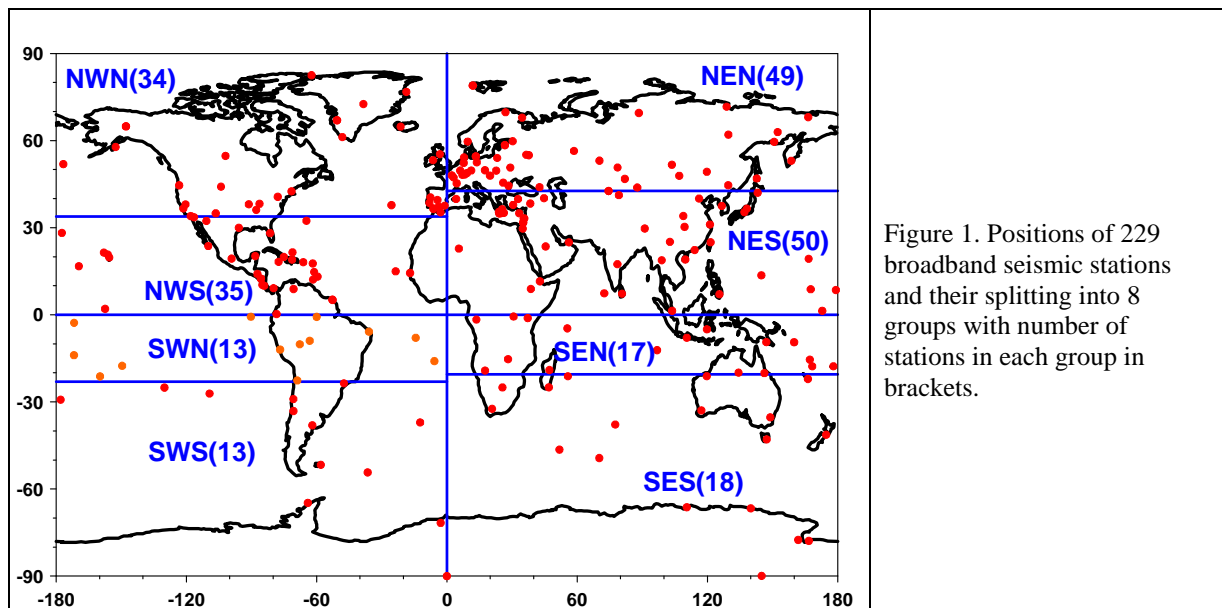 90
60
30
0
-30
-60
-90
-180
-120
-60
0
60
120
180
NWN(34)
NEN(49)
NES(50)
NWS(35)
SWN(13)
SEN(17)
SWS(13)
SES(18)
Figure 1. Positions of 229
broadband seismic stations
and their splitting into 8
groups with number of
stations in each group in
brackets.